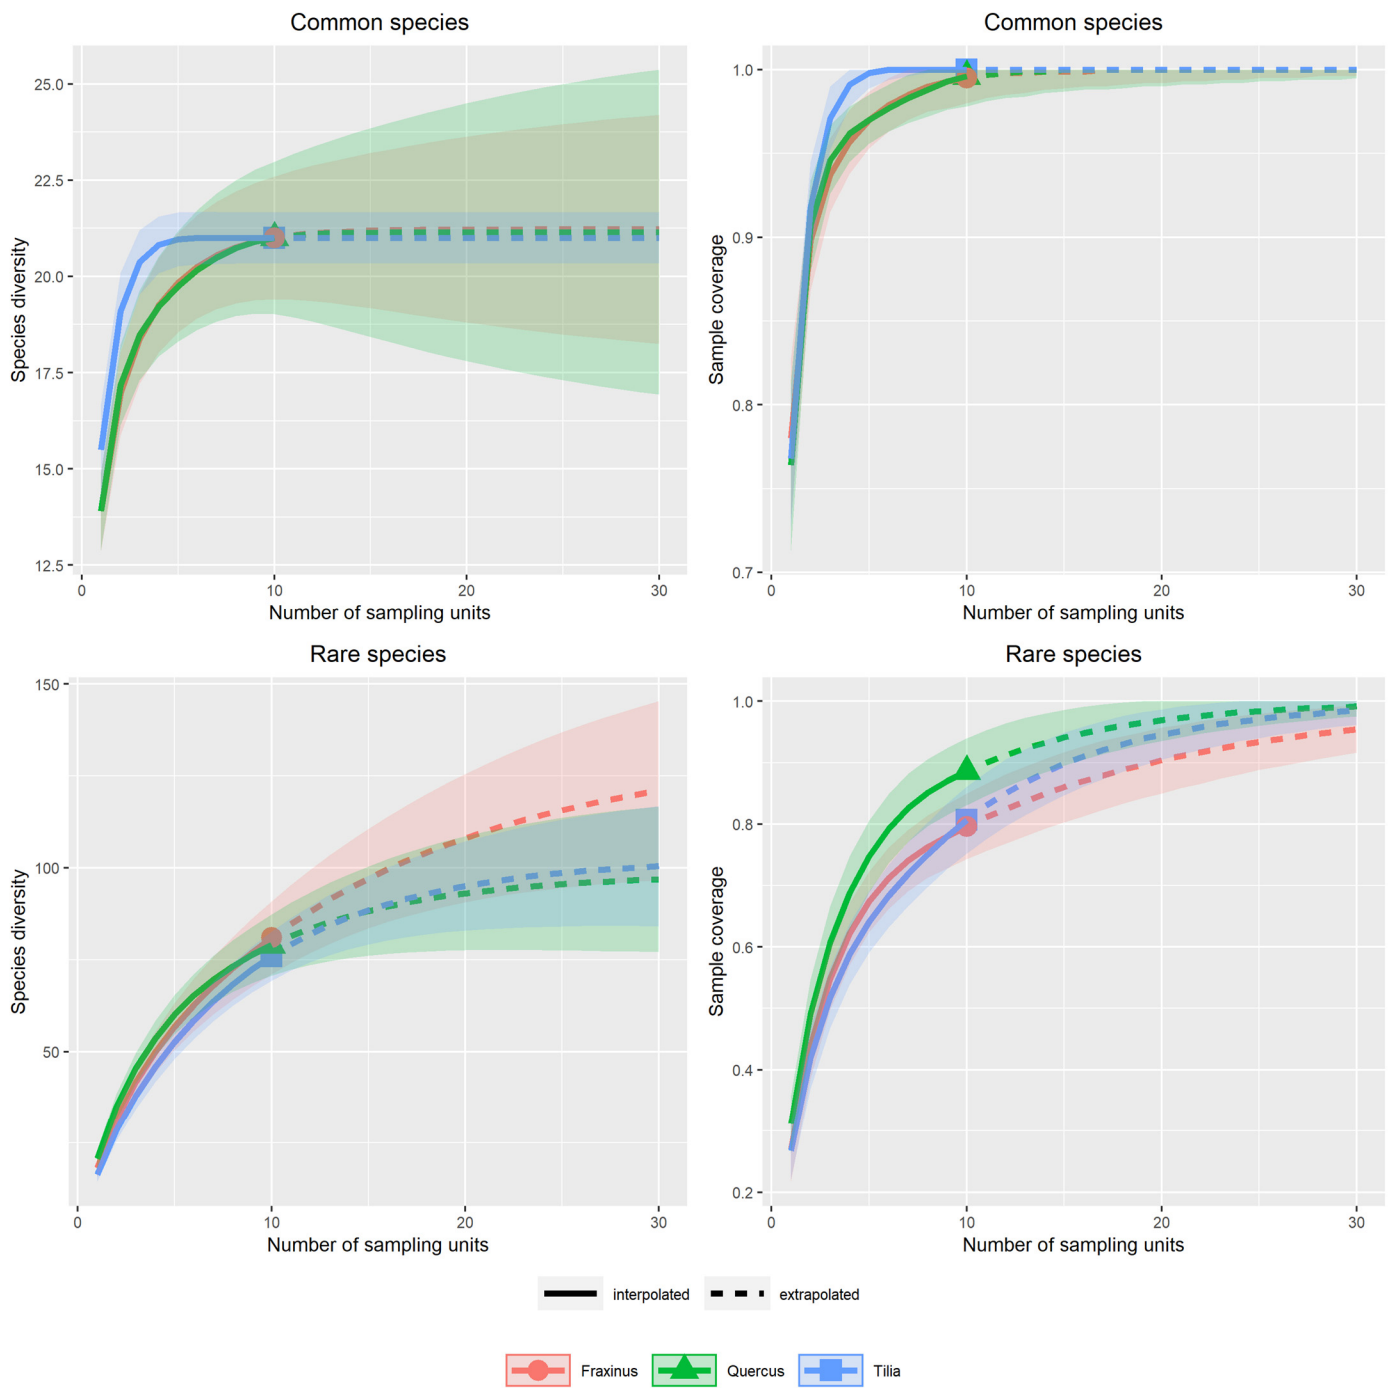 Common species
Common species
25.0
22.5
20.0
17.5
15.0
12.5
Species diversity
0
10
20
30
Number of sampling units
1.0
0.9
0.8
0.7
Sample coverage
0
10
20
30
Number of sampling units
Rare species
Rare species
150
100
50
Species diversity
0
10
20
30
Number of sampling units
1.0
0.8
0.6
0.4
0.2
Sample coverage
0
10
20
30
Number of sampling units
interpolated
extrapolated
Fraxinus
Quercus
Tilia